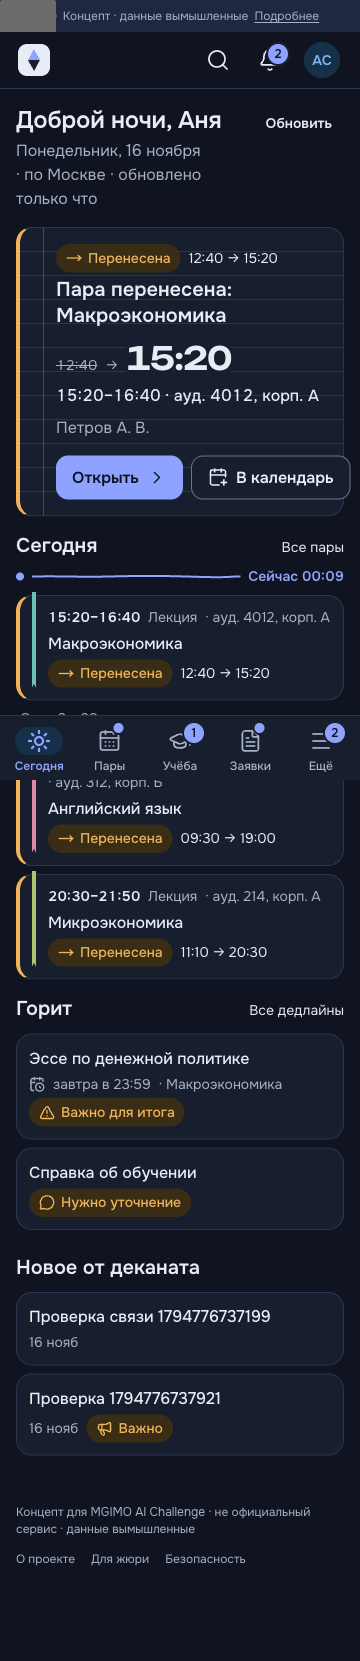 Концепт · данные вымышленные Подробнее
2
АС
Доброй ночи, Аня
Обновить
Понедельник, 16 ноября
· по Москве · обновлено
только что
Перенесена 12:40 → 15:20
Пара перенесена:
Макроэкономика
12:40 → 15:20
15:20–16:40 · ауд. 4012, корп. А
Петров А. В.
Открыть
В календарь
Сегодня
Все пары
Сейчас 00:09
15:20–16:40 Лекция · ауд. 4012, корп. А
Макроэкономика
Перенесена 12:40 → 15:20
1
2
Сегодня Пары Учёба Заявки Ещё
· ауд. 312, корп. Б
Английский язык
Перенесена 09:30 → 19:00
20:30–21:50 Лекция · ауд. 214, корп. А
Микроэкономика
Перенесена 11:10 → 20:30
Горит
Все дедлайны
Эссе по денежной политике
завтра в 23:59 · Макроэкономика
Важно для итога
Справка об обучении
Нужно уточнение
Новое от деканата
Проверка связи 1794776737199
16 нояб
Проверка 1794776737921
16 нояб Важно
Концепт для MGIMO AI Challenge · не официальный
сервис · данные вымышленные
О проекте Для жюри Безопасность